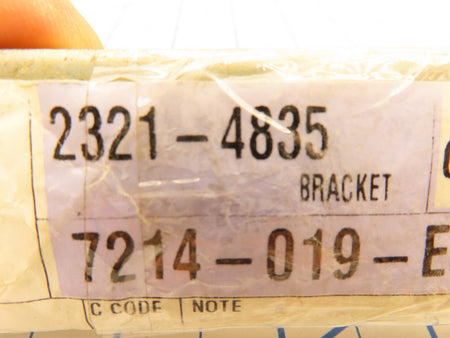 2321-4835
BRACKET
7214-019-E
C CODE NOTE